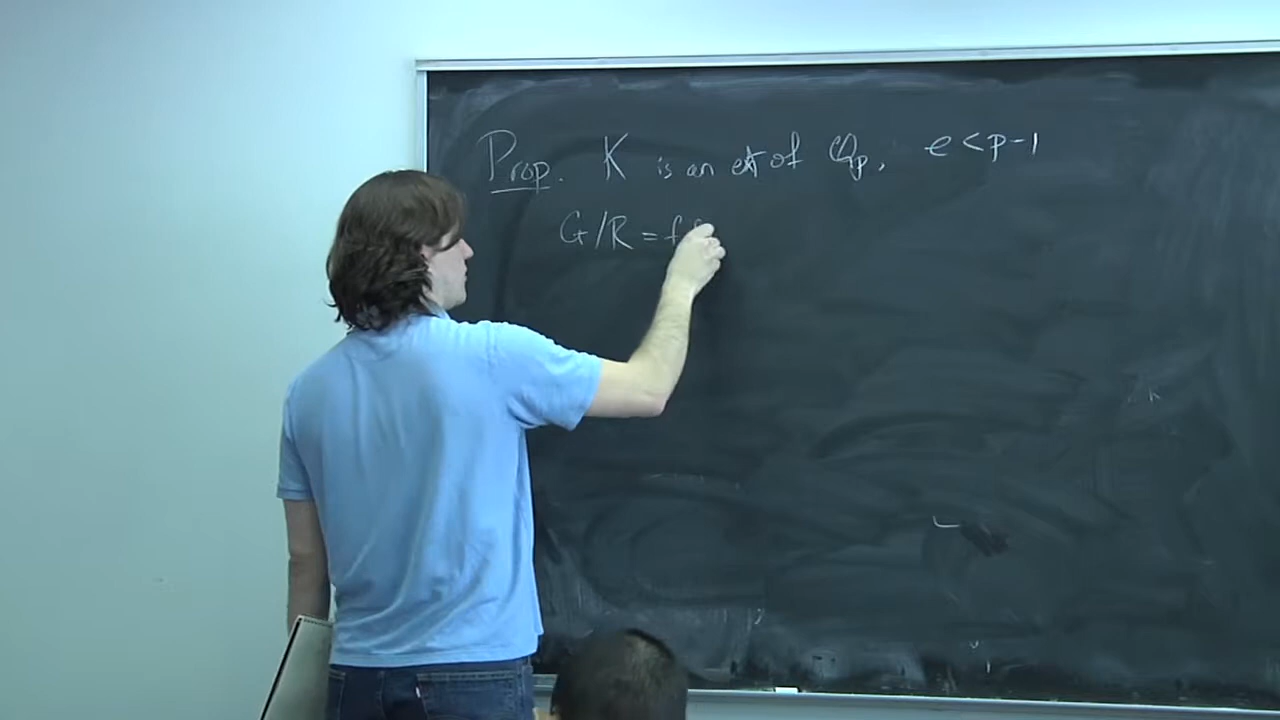 Prop. K is an ext of ℚp, e < p-1
G/R = f